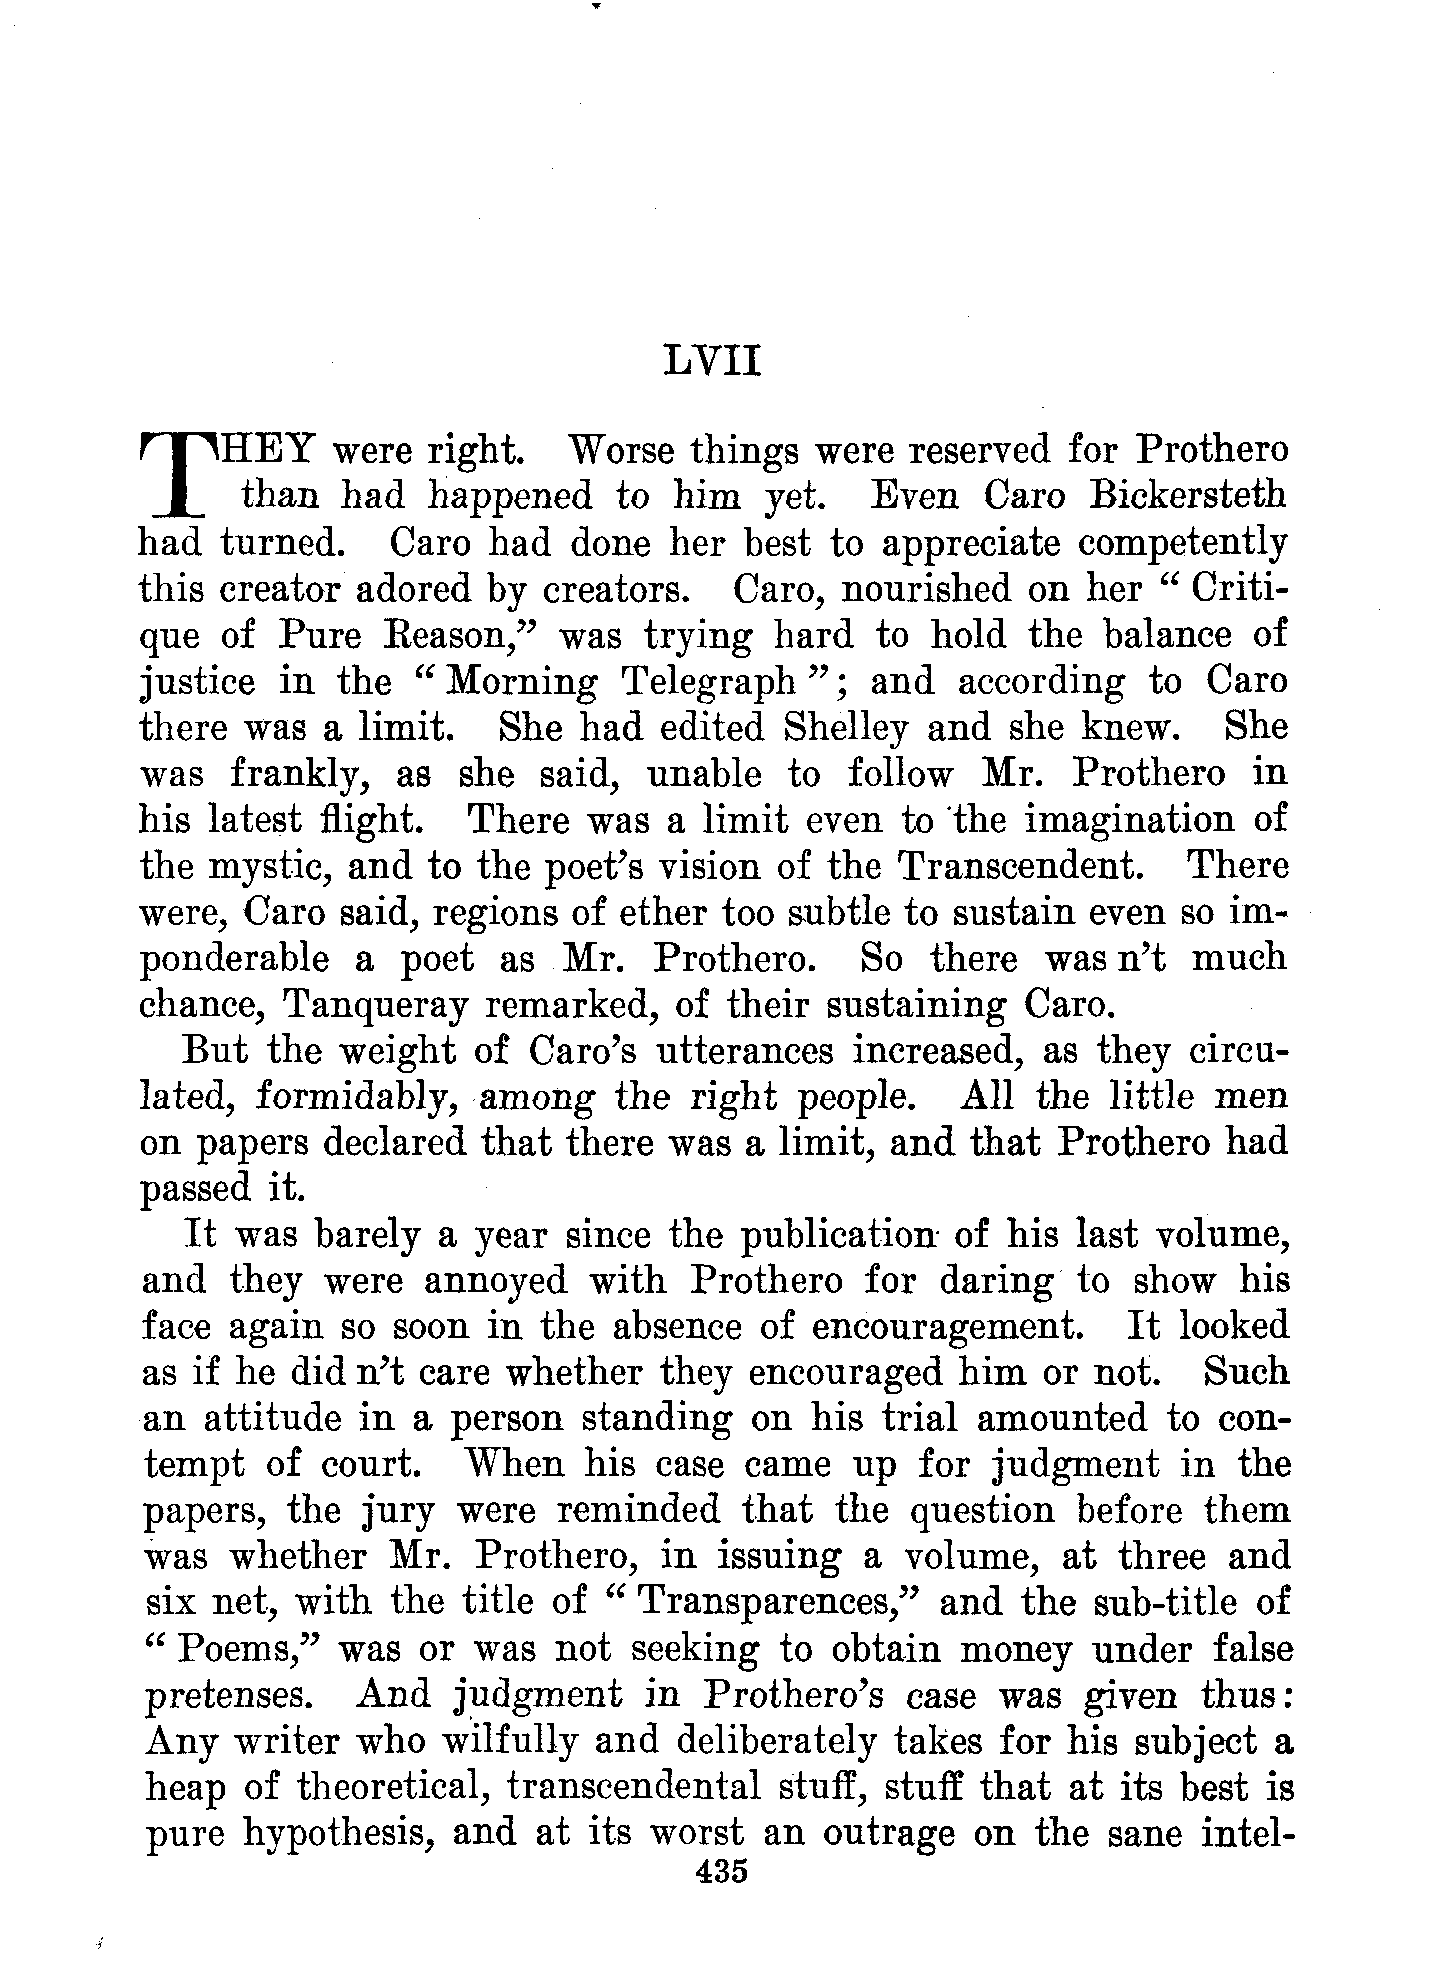 LVII
THEY were right. Worse things were reserved for Prothero
than had happened to him yet. Even Caro Bickersteth
had turned. Caro had done her best to appreciate competently
this creator adored by creators. Caro, nourished on her “ Criti-
que of Pure Reason,” was trying hard to hold the balance of
justice in the “ Morning Telegraph ”; and according to Caro
there was a limit. She had edited Shelley and she knew. She
was frankly, as she said, unable to follow Mr. Prothero in
his latest flight. There was a limit even to the imagination of
the mystic, and to the poet’s vision of the Transcendent. There
were, Caro said, regions of ether too subtle to sustain even so im-
ponderable a poet as Mr. Prothero. So there was n’t much
chance, Tanqueray remarked, of their sustaining Caro.
But the weight of Caro’s utterances increased, as they circu-
lated, formidably, among the right people. All the little men
on papers declared that there was a limit, and that Prothero had
passed it.
It was barely a year since the publication of his last volume,
and they were annoyed with Prothero for daring to show his
face again so soon in the absence of encouragement. It looked
as if he did n’t care whether they encouraged him or not. Such
an attitude in a person standing on his trial amounted to con-
tempt of court. When his case came up for judgment in the
papers, the jury were reminded that the question before them
was whether Mr. Prothero, in issuing a volume, at three and
six net, with the title of “ Transparences,” and the sub-title of
“ Poems,” was or was not seeking to obtain money under false
pretenses. And judgment in Prothero’s case was given thus:
Any writer who wilfully and deliberately takes for his subject a
heap of theoretical, transcendental stuff, stuff that at its best is
pure hypothesis, and at its worst an outrage on the sane intel-
435